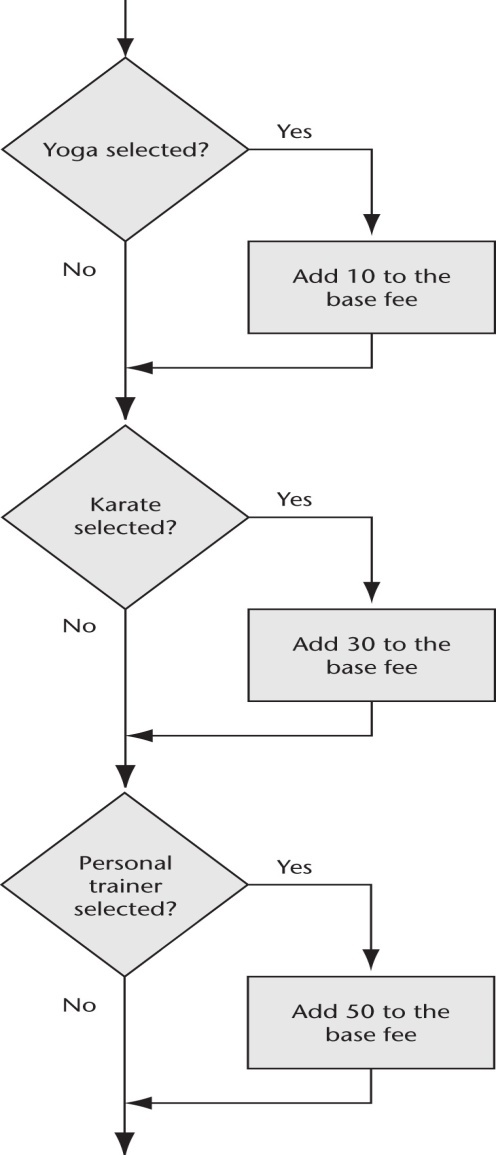 Yoga selected?
Yes
No
Add 10 to the
base fee
Karate
selected?
Yes
No
Add 30 to the
base fee
Personal
trainer
selected?
Yes
No
Add 50 to the
base fee